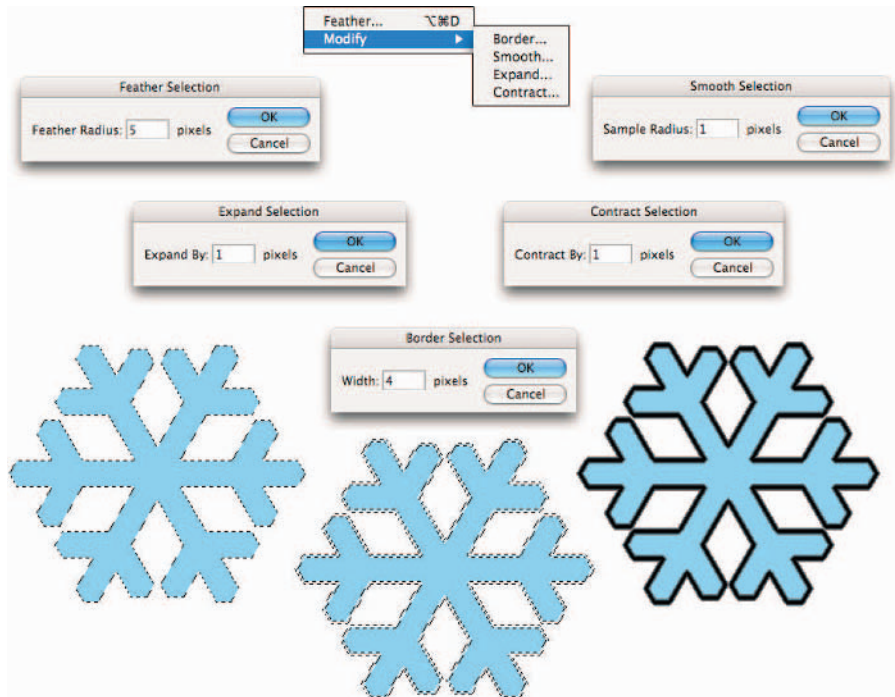 Feather... ⌥⌘D
Modify ▶
Border...
Smooth...
Expand...
Contract...
Feather Selection
Feather Radius: 5 pixels
OK
Cancel
Smooth Selection
Sample Radius: 1 pixels
OK
Cancel
Expand Selection
Expand By: 1 pixels
OK
Cancel
Contract Selection
Contract By: 1 pixels
OK
Cancel
Border Selection
Width: 4 pixels
OK
Cancel